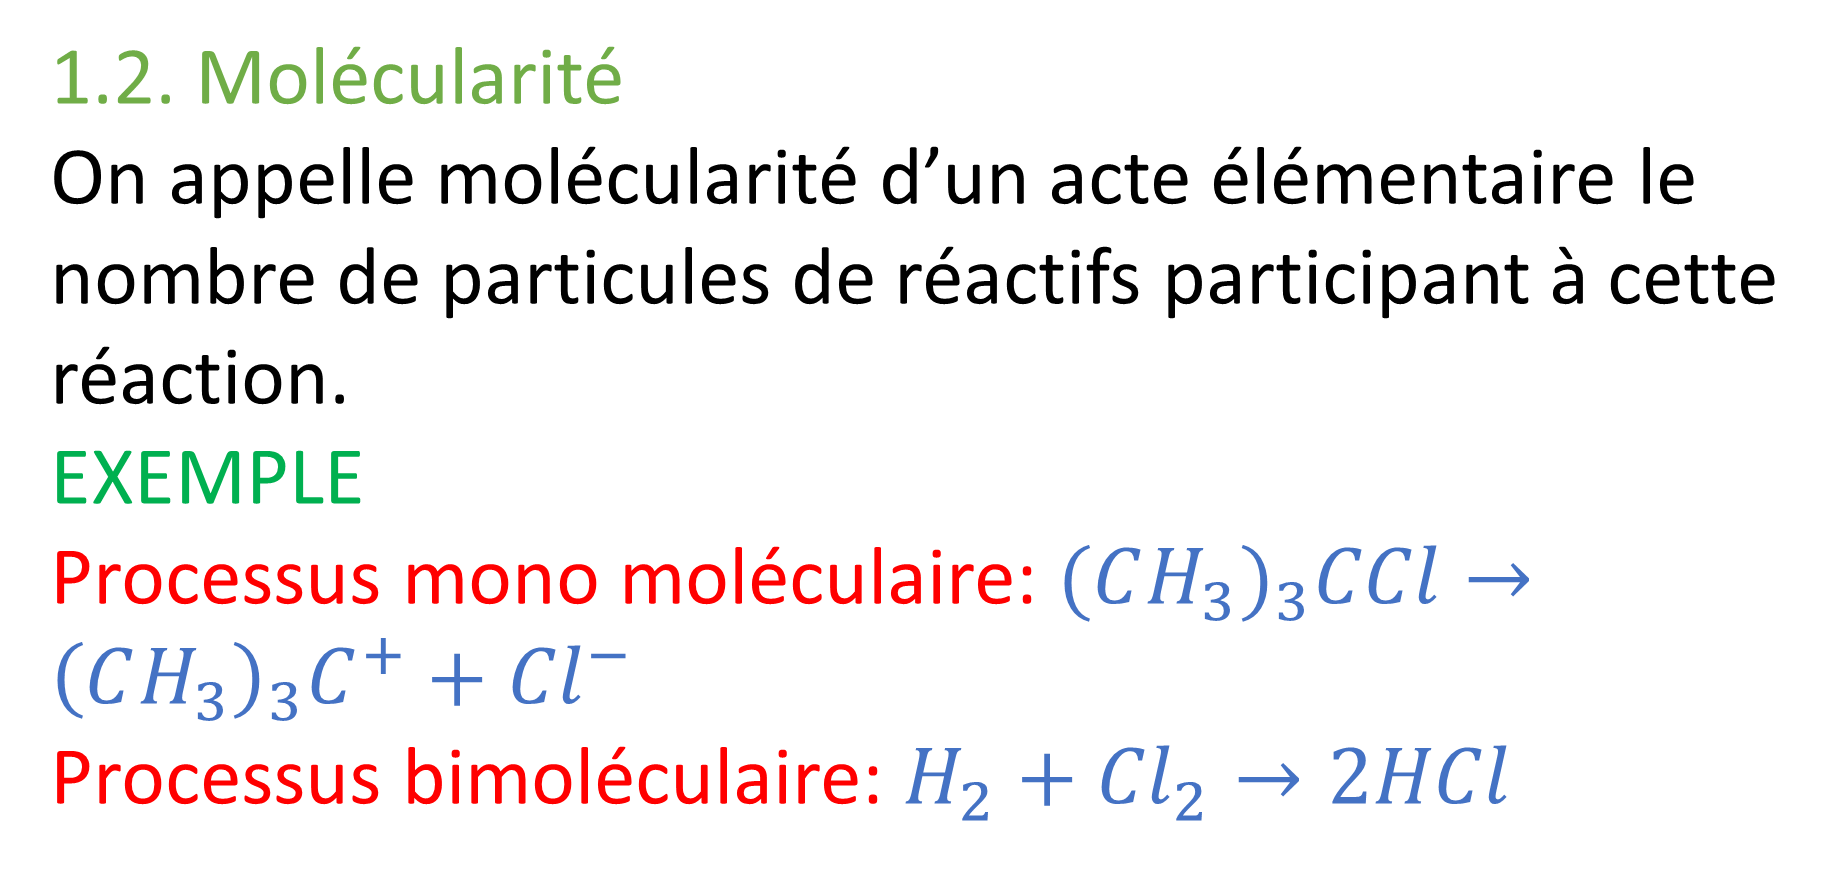 1.2. Molécularité
On appelle molécularité d’un acte élémentaire le
nombre de particules de réactifs participant à cette
réaction.
EXEMPLE
Processus mono moléculaire: (CH₃)₃CCl →
(CH₃)₃C⁺ + Cl⁻
Processus bimoléculaire: H₂ + Cl₂ → 2HCl